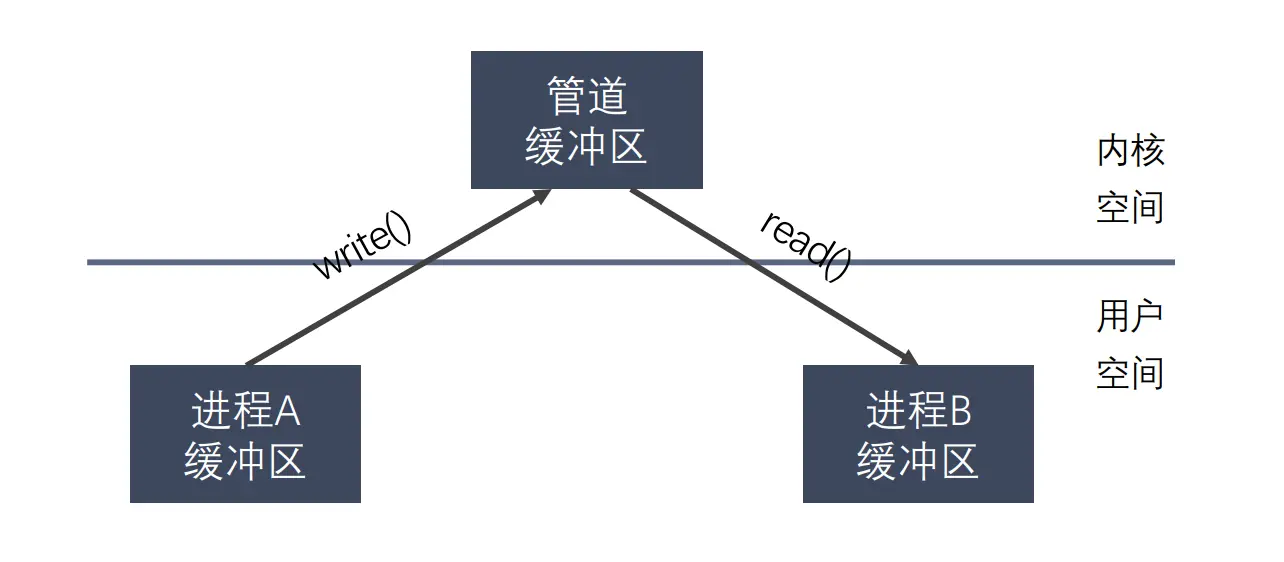 管道
缓冲区
内核
空间
write()
read()
用户
空间
进程A
缓冲区
进程B
缓冲区